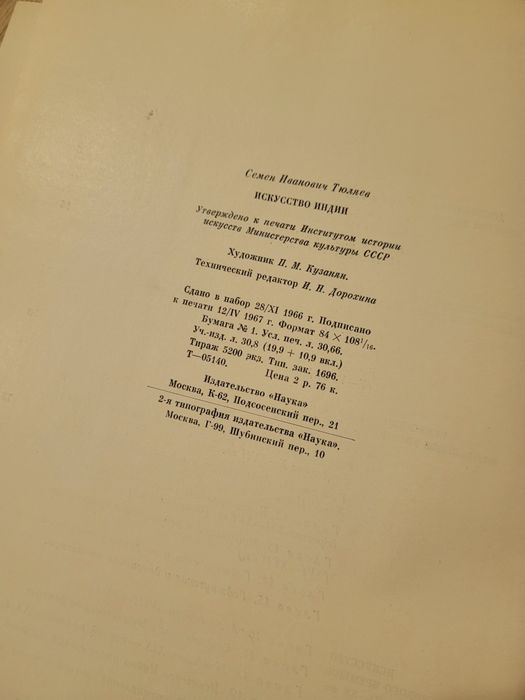 Семен Иванович Тюляев
ИСКУССТВО ИНДИИ
Утверждено к печати Институтом истории
искусств Министерства культуры СССР
Художник П. М. Кузанян.
Технический редактор И. Н. Дорохина
Сдано в набор 28/XI 1966 г. Подписано
к печати 12/IV 1967 г. Формат 84 × 108¹/₁₆.
Бумага № 1. Усл. печ. л. 30,66.
Уч.-изд. л. 30,8 (19,9 + 10,9 вкл.)
Тираж 5200 экз. Тип. зак. 1696.
Т—05140. Цена 2 р. 76 к.
Издательство «Наука»
Москва, К-62, Подсосенский пер., 21
2-я типография издательства «Наука».
Москва, Г-99, Шубинский пер., 10